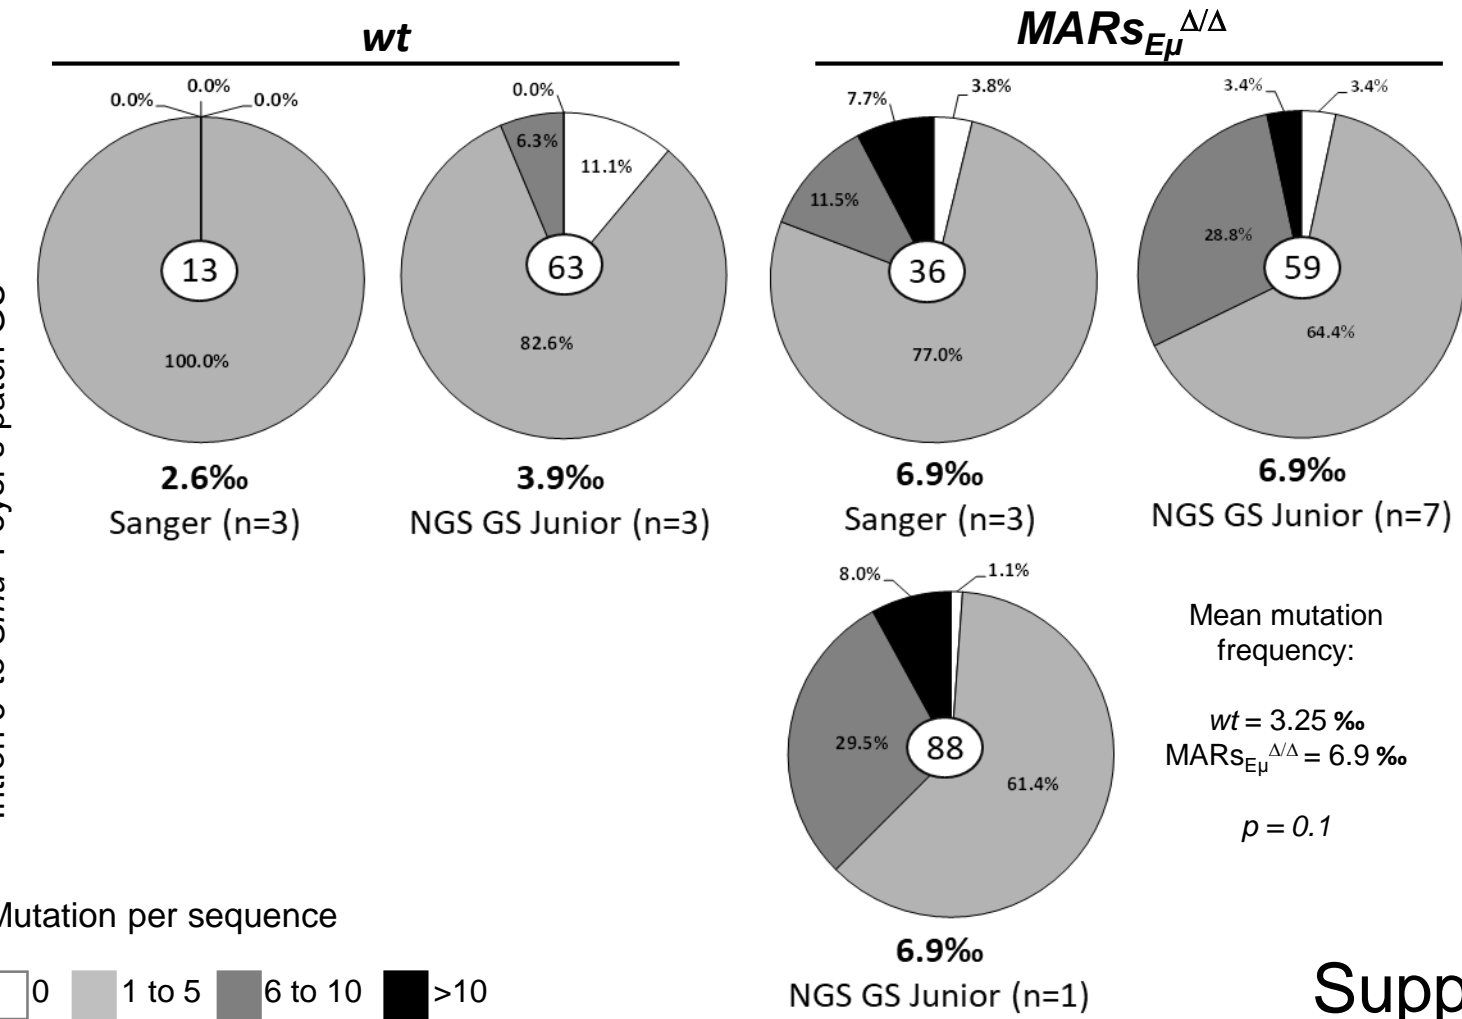 wt
MARsEμΔ/Δ
0.0%
0.0%
0.0%
13
100.0%
2.6‰
Sanger (n=3)
0.0%
6.3%
11.1%
63
82.6%
3.9‰
NGS GS Junior (n=3)
7.7%
3.8%
11.5%
36
77.0%
6.9‰
Sanger (n=3)
3.4%
3.4%
28.8%
59
64.4%
6.9‰
NGS GS Junior (n=7)
8.0%
1.1%
29.5%
88
61.4%
6.9‰
NGS GS Junior (n=1)
Mean mutation
frequency:
wt = 3.25 ‰
MARsEμΔ/Δ = 6.9 ‰
p = 0.1
Mutation per sequence
0
1 to 5
6 to 10
>10
Supp